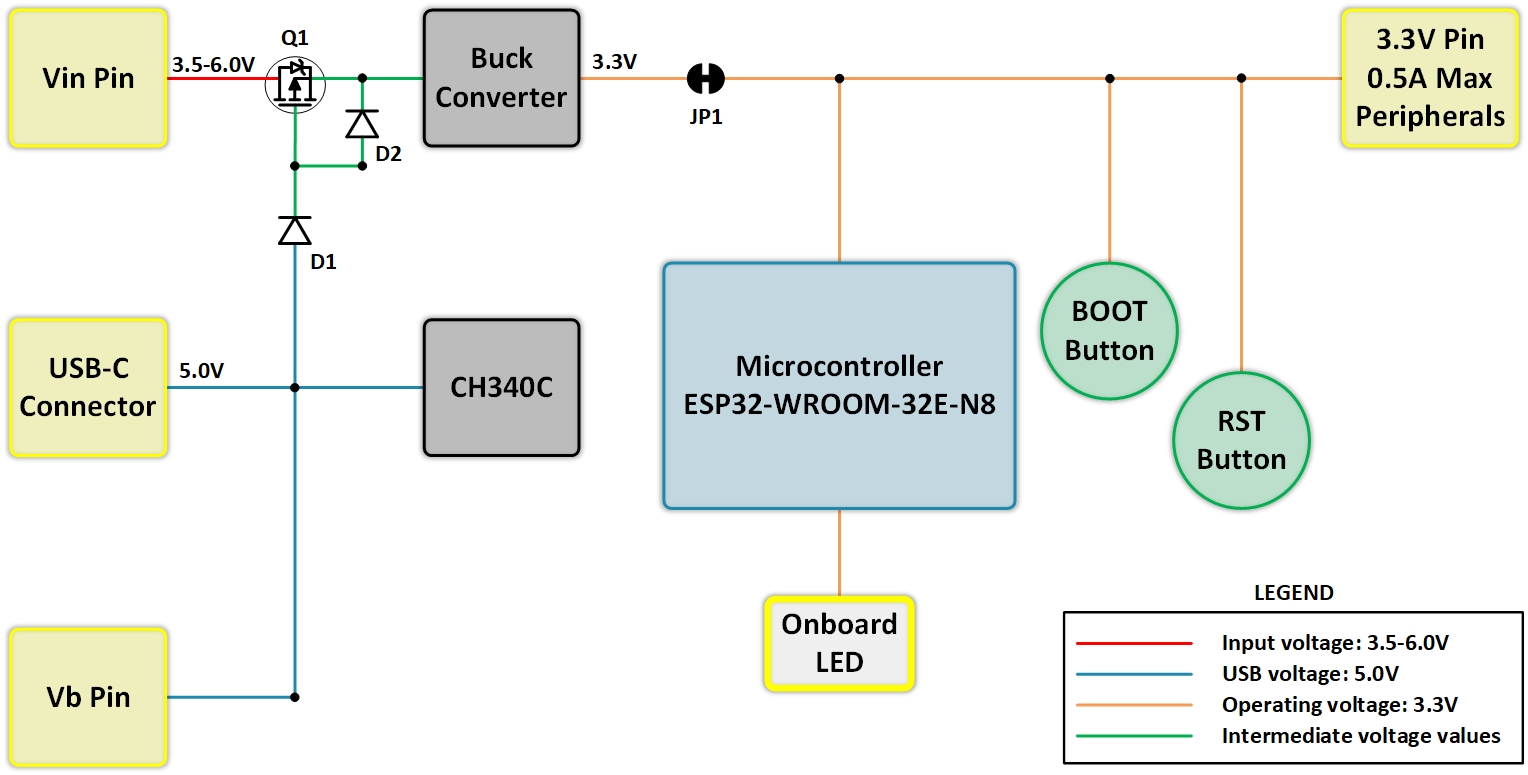 Vin Pin
3.5-6.0V
Q1
Buck
Converter
3.3V
JP1
3.3V Pin
0.5A Max
Peripherals
D2
D1
USB-C
Connector
5.0V
CH340C
Microcontroller
ESP32-WROOM-32E-N8
BOOT
Button
RST
Button
Onboard
LED
Vb Pin
LEGEND
Input voltage: 3.5-6.0V
USB voltage: 5.0V
Operating voltage: 3.3V
Intermediate voltage values